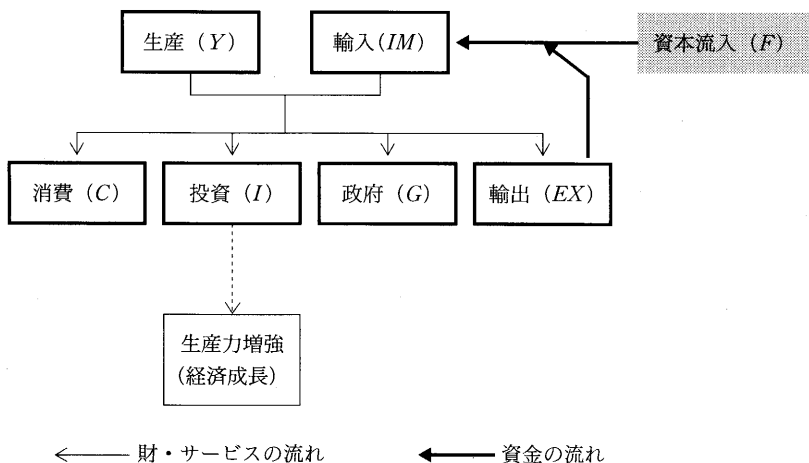 生産（Y）
輸入（IM）
資本流入（F）
消費（C）
投資（I）
政府（G）
輸出（EX）
生産力増強
（経済成長）
財・サービスの流れ
資金の流れ